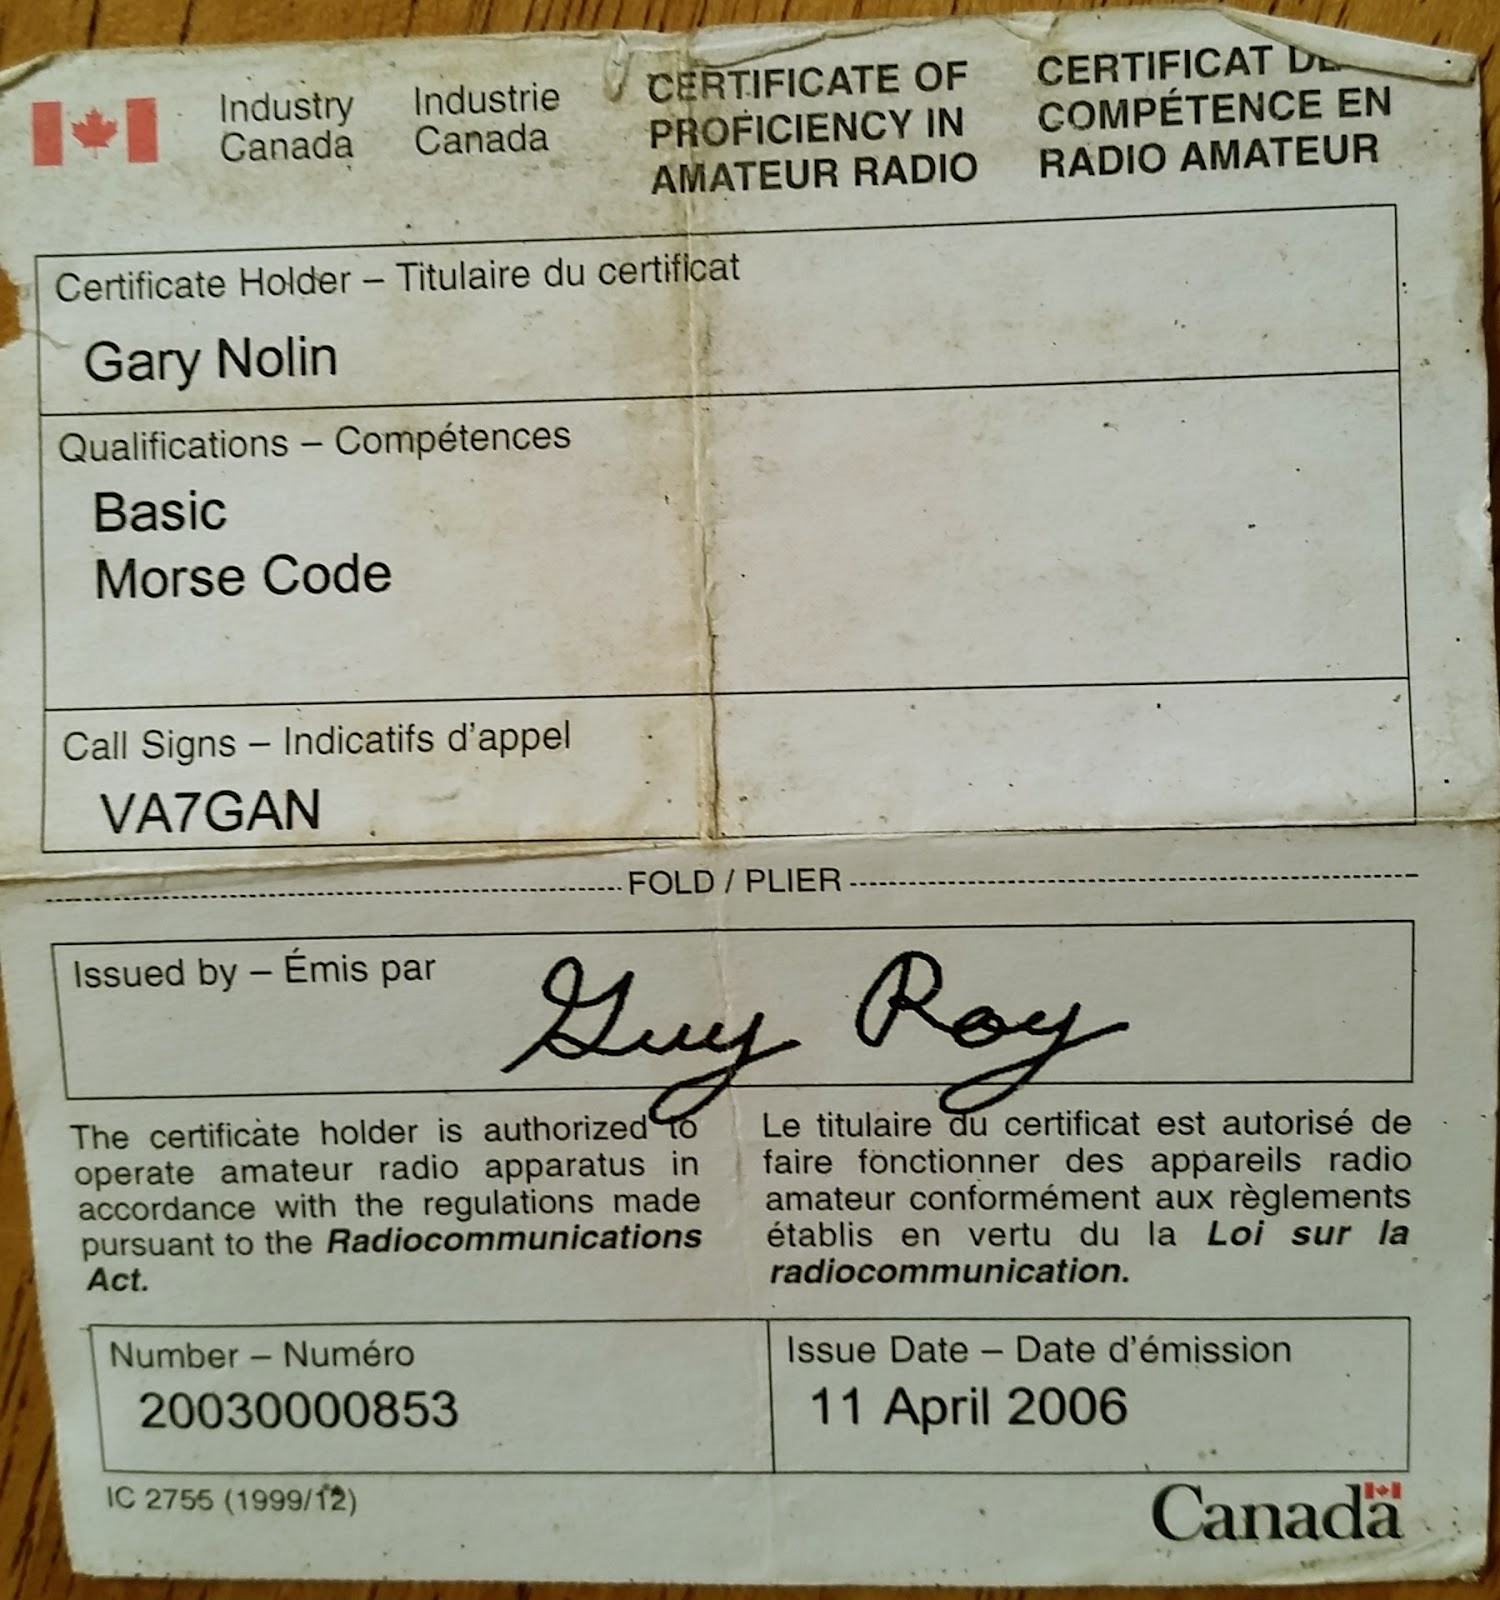 Industry Canada
Industrie Canada
CERTIFICATE OF
PROFICIENCY IN
AMATEUR RADIO
CERTIFICAT
COMPÉTENCE EN
RADIO AMATEUR
Certificate Holder – Titulaire du certificat
Gary Nolin
Qualifications – Compétences
Basic
Morse Code
Call Signs – Indicatifs d'appel
VA7GAN
FOLD / PLIER
Issued by – Émis par
Guy Roy
The certificate holder is authorized to
operate amateur radio apparatus in
accordance with the regulations made
pursuant to the Radiocommunications
Act.
Le titulaire du certificat est autorisé de
faire fonctionner des appareils radio
amateur conformément aux règlements
établis en vertu du la Loi sur la
radiocommunication.
Number – Numéro
20030000853
Issue Date – Date d'émission
11 April 2006
IC 2755 (1999/12)
Canada